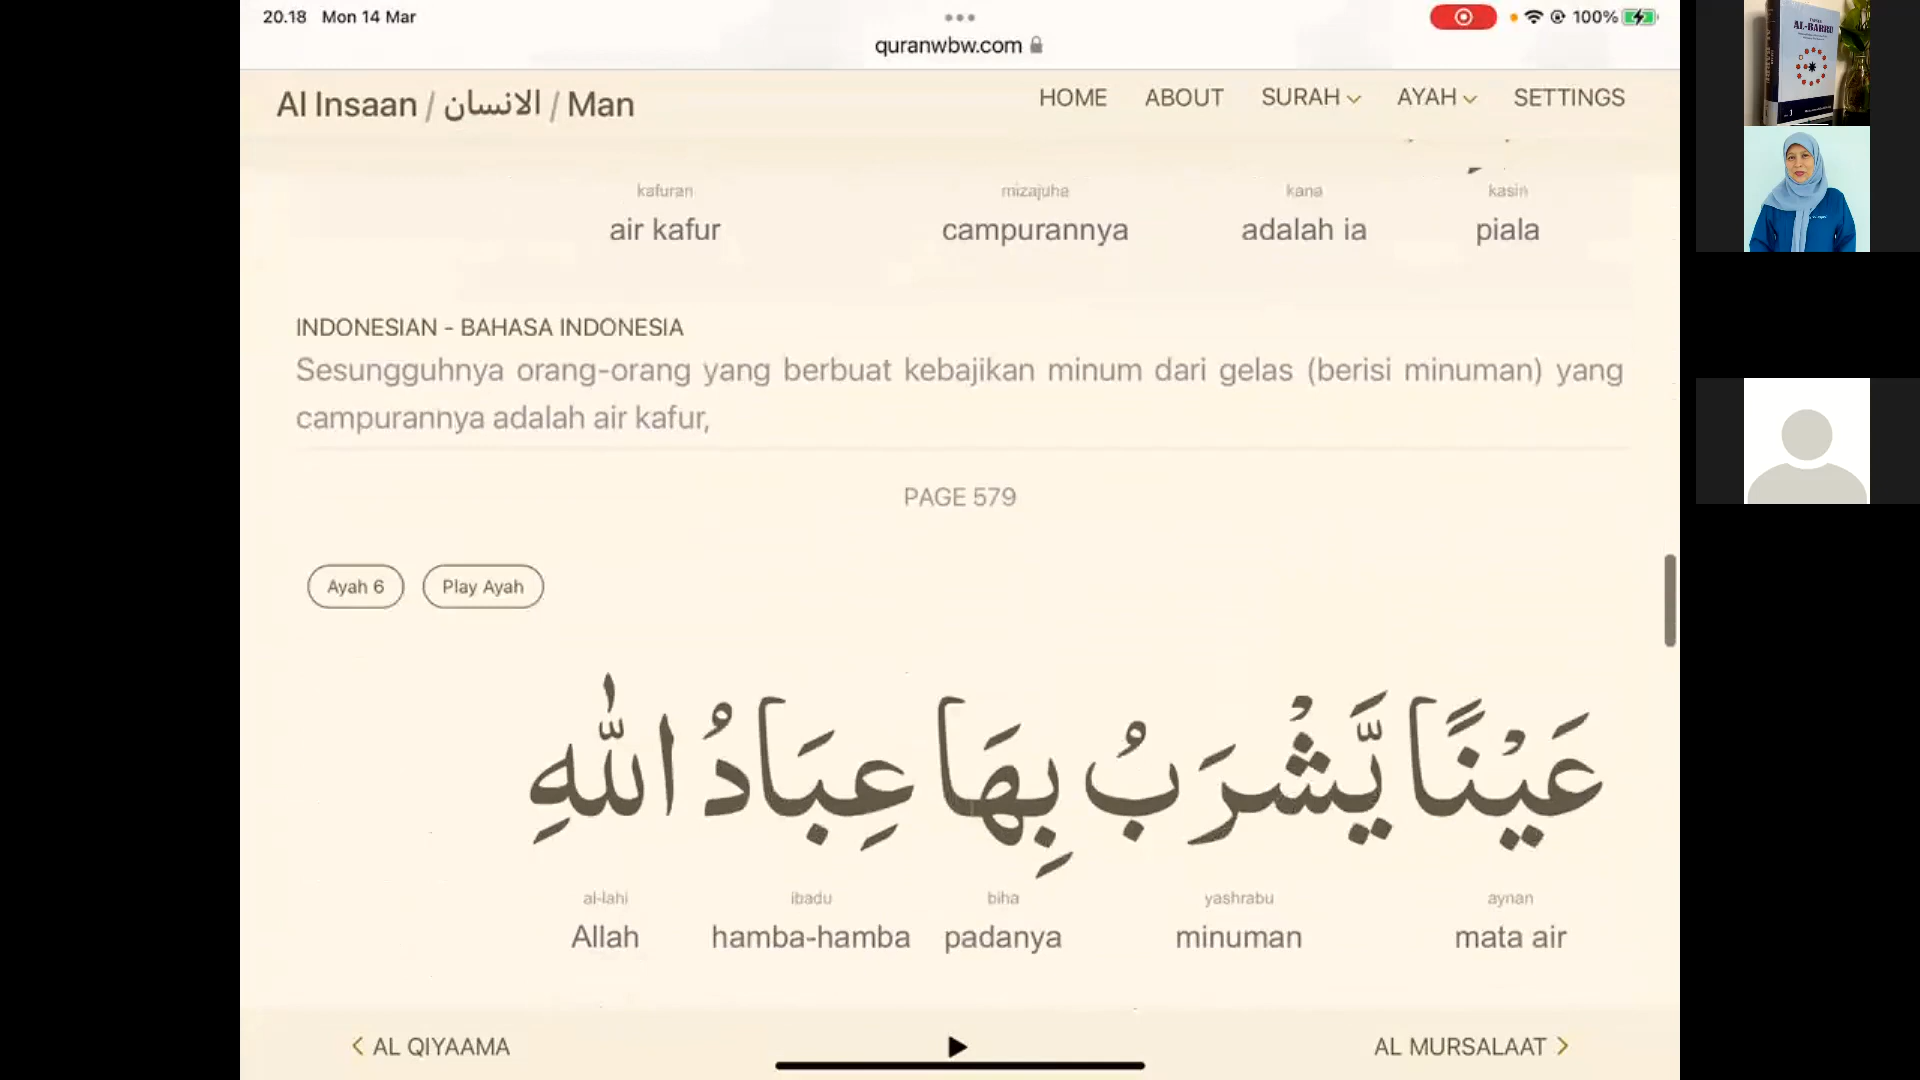 20.18 Mon 14 Mar
100%
quranwbw.com
Al Insaan / الانسان / Man
HOME ABOUT SURAH AYAH SETTINGS
kafuran mizajuha kana kasin
air kafur campurannya adalah ia piala
INDONESIAN - BAHASA INDONESIA
Sesungguhnya orang-orang yang berbuat kebajikan minum dari gelas (berisi minuman) yang
campurannya adalah air kafur,
PAGE 579
Ayah 6 Play Ayah
عَيْنًا يَّشْرَبُ بِهَا عِبَادُ اللّٰهِ
al-lahi ibadu biha yashrabu aynan
Allah hamba-hamba padanya minuman mata air
AL QIYAAMA AL MURSALAAT
AL-BARRU